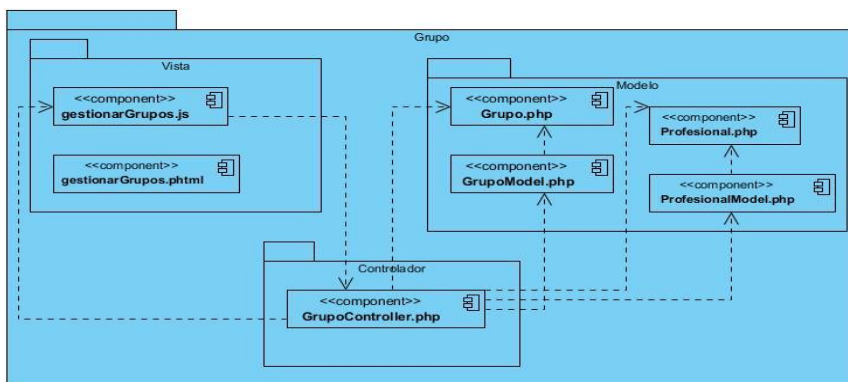 Grupo
Vista
<<component>>
gestionarGrupos.js
<<component>>
gestionarGrupos.phtml
Modelo
<<component>>
Grupo.php
<<component>>
Profesional.php
<<component>>
GrupoModel.php
<<component>>
ProfesionalModel.php
Controlador
<<component>>
GrupoController.php